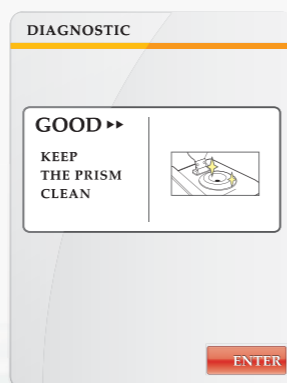 DIAGNOSTIC
GOOD ▸▸
KEEP
THE PRISM
CLEAN
ENTER